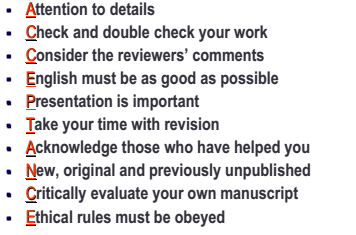 • Attention to details
• Check and double check your work
• Consider the reviewers' comments
• English must be as good as possible
• Presentation is important
• Take your time with revision
• Acknowledge those who have helped you
• New, original and previously unpublished
• Critically evaluate your own manuscript
• Ethical rules must be obeyed